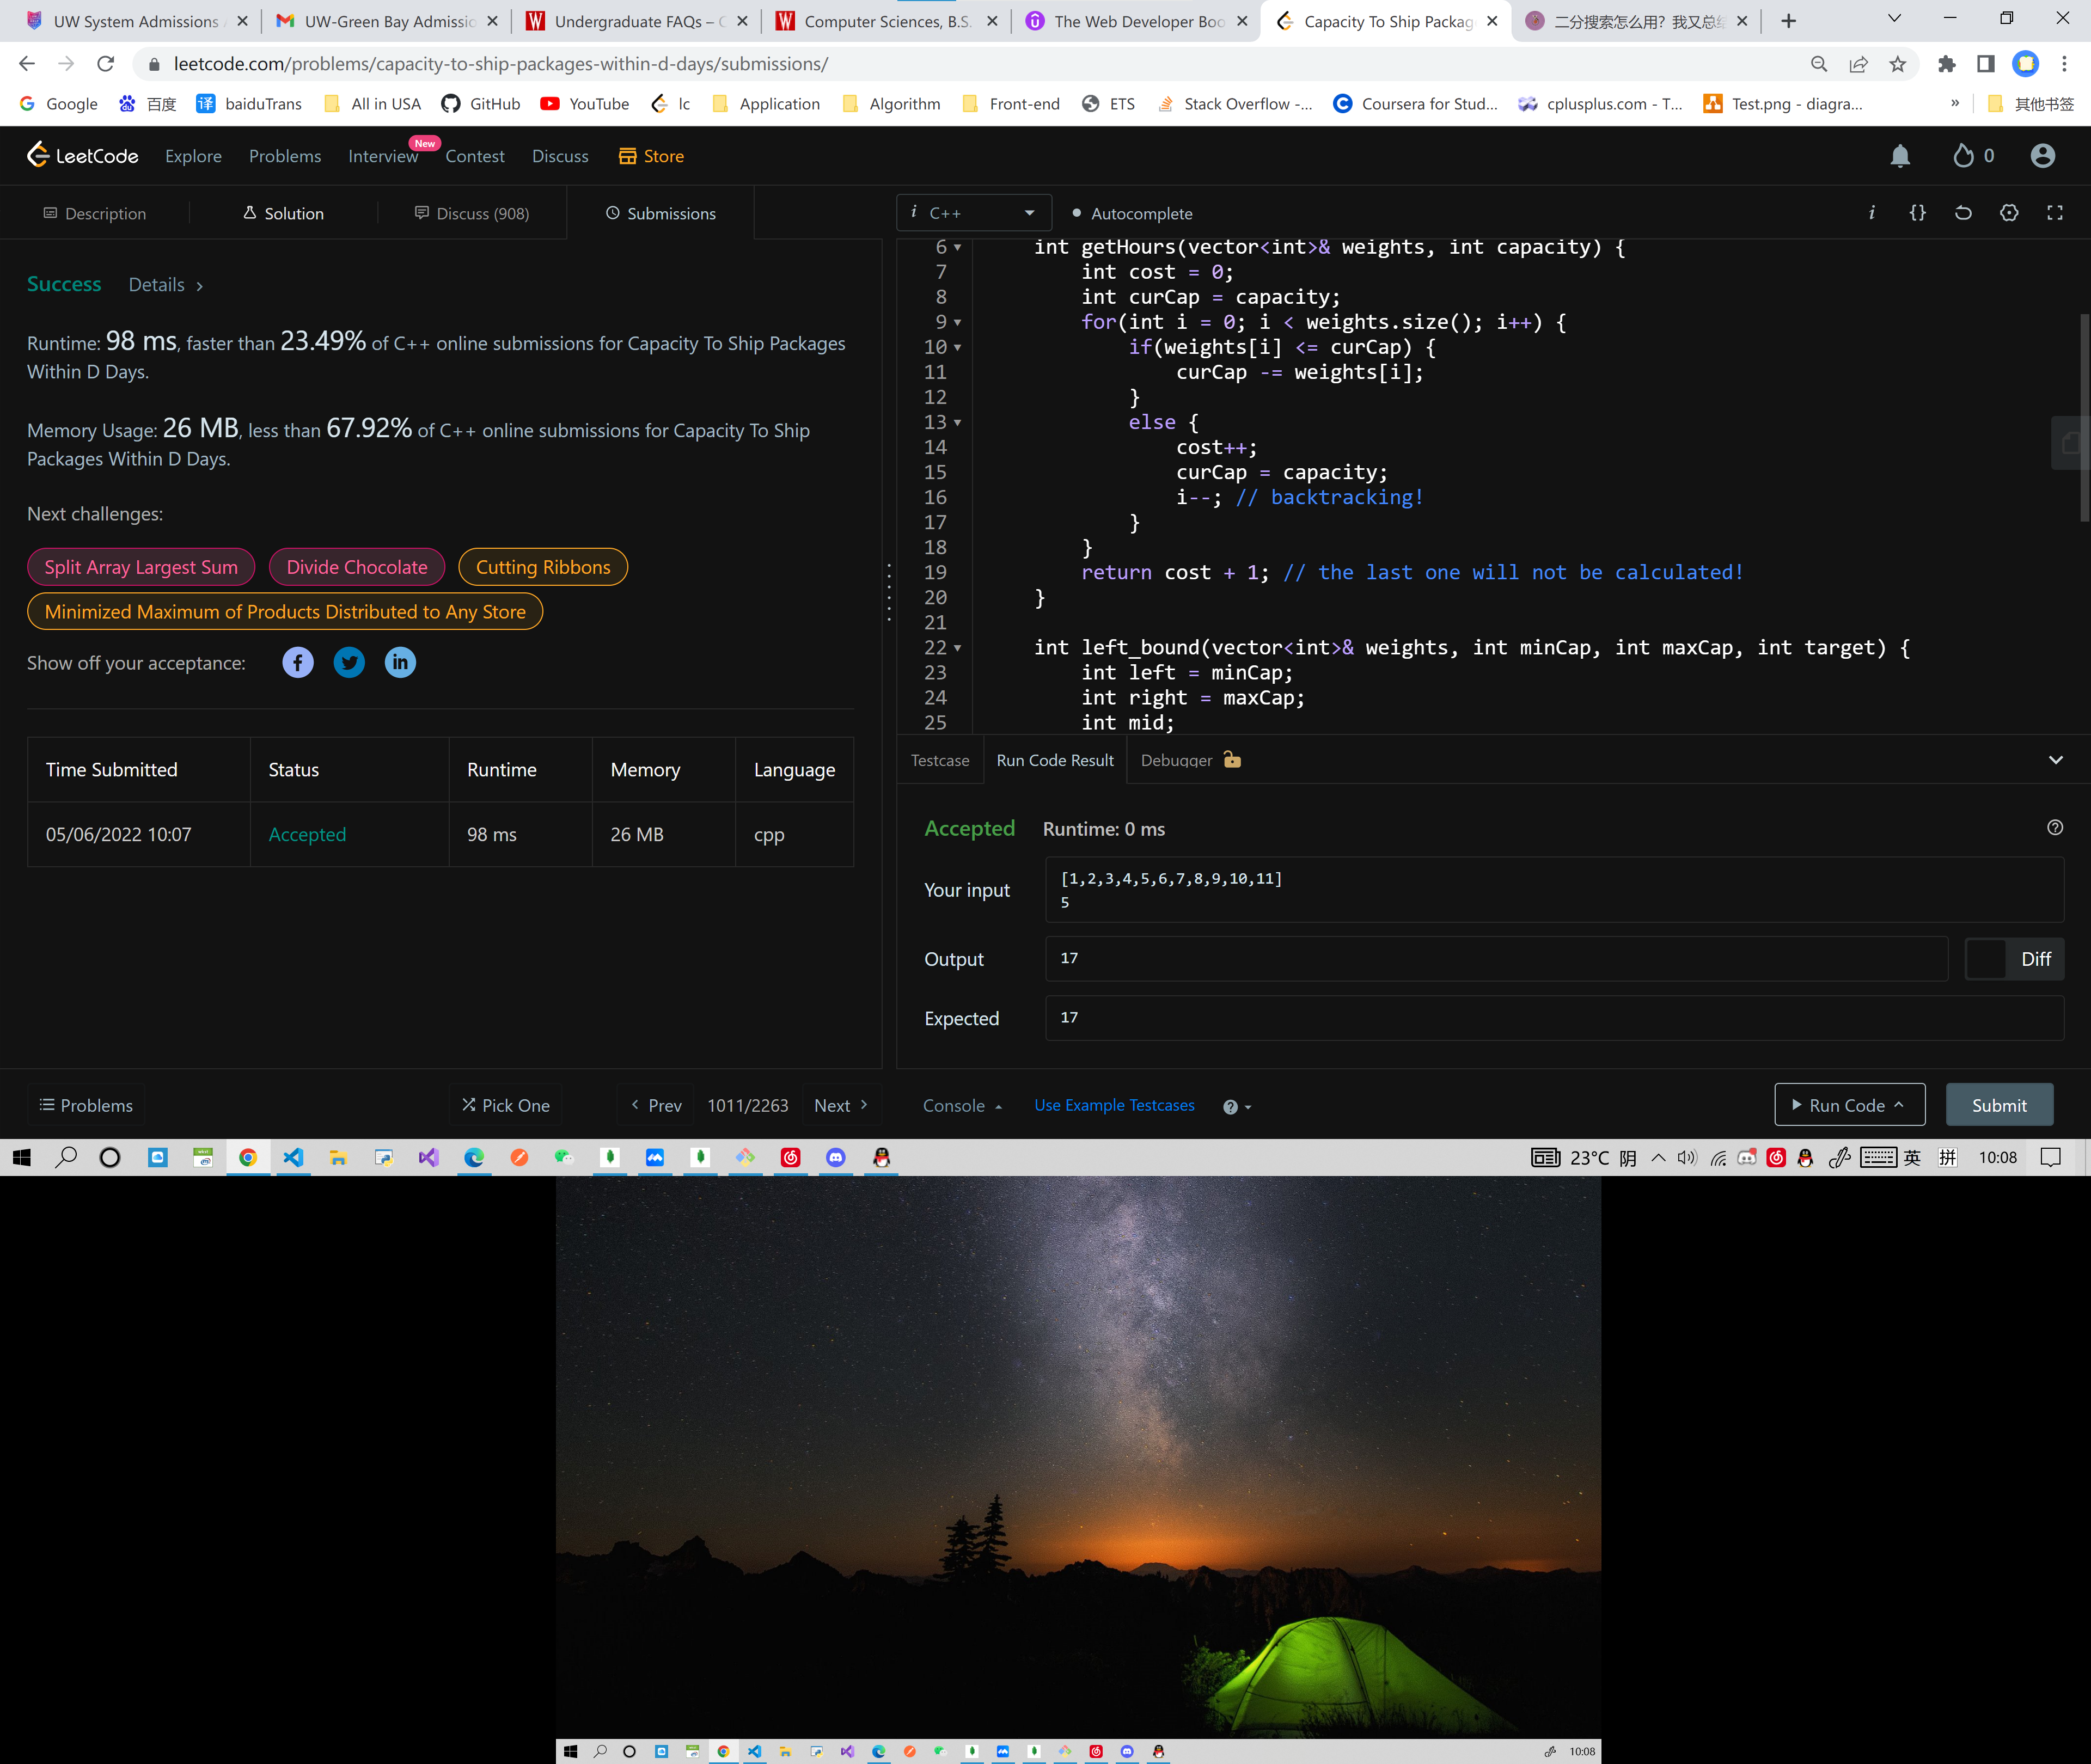 UW System Admissions
UW-Green Bay Admissio
Undergraduate FAQs –
Computer Sciences, B.S.
The Web Developer Boo
Capacity To Ship Packag
二分搜索怎么用？我又总结
leetcode.com/problems/capacity-to-ship-packages-within-d-days/submissions/
Google
百度
译
baiduTrans
All in USA
GitHub
YouTube
lc
Application
Algorithm
Front-end
ETS
Stack Overflow -...
Coursera for Stud...
cplusplus.com - T...
Test.png - diagra...
»
其他书签
LeetCode
Explore
Problems
Interview
New
Contest
Discuss
Store
0
Description
Solution
Discuss (908)
Submissions
i C++
Autocomplete
i {}
Success Details >
Runtime: 98 ms, faster than 23.49% of C++ online submissions for Capacity To Ship Packages
Within D Days.
Memory Usage: 26 MB, less than 67.92% of C++ online submissions for Capacity To Ship
Packages Within D Days.
Next challenges:
Split Array Largest Sum
Divide Chocolate
Cutting Ribbons
Minimized Maximum of Products Distributed to Any Store
Show off your acceptance:
Time Submitted Status Runtime Memory Language
05/06/2022 10:07 Accepted 98 ms 26 MB cpp
6 int getHours(vector<int>& weights, int capacity) {
7 int cost = 0;
8 int curCap = capacity;
9 for(int i = 0; i < weights.size(); i++) {
10 if(weights[i] <= curCap) {
11 curCap -= weights[i];
12 }
13 else {
14 cost++;
15 curCap = capacity;
16 i--; // backtracking!
17 }
18 }
19 return cost + 1; // the last one will not be calculated!
20 }
21
22 int left_bound(vector<int>& weights, int minCap, int maxCap, int target) {
23 int left = minCap;
24 int right = maxCap;
25 int mid;
Testcase
Run Code Result
Debugger
Accepted Runtime: 0 ms
Your input
[1,2,3,4,5,6,7,8,9,10,11]
5
Output
17
Diff
Expected
17
Problems
Pick One
< Prev
1011/2263
Next >
Console
Use Example Testcases
Run Code
Submit
23°C 阴
英
拼
10:08
10:08